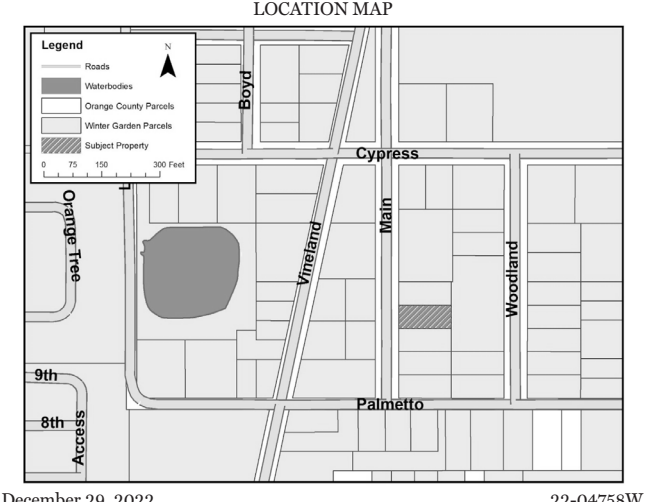 LOCATION MAP
Legend
N
Roads
Waterbodies
Orange County Parcels
Winter Garden Parcels
Subject Property
0 75 150 300 Feet
Boyd
Cypress
Orange Tree
Vineland
Main
Woodland
9th
8th
Access
Palmetto
December 29, 2022
22-04758W